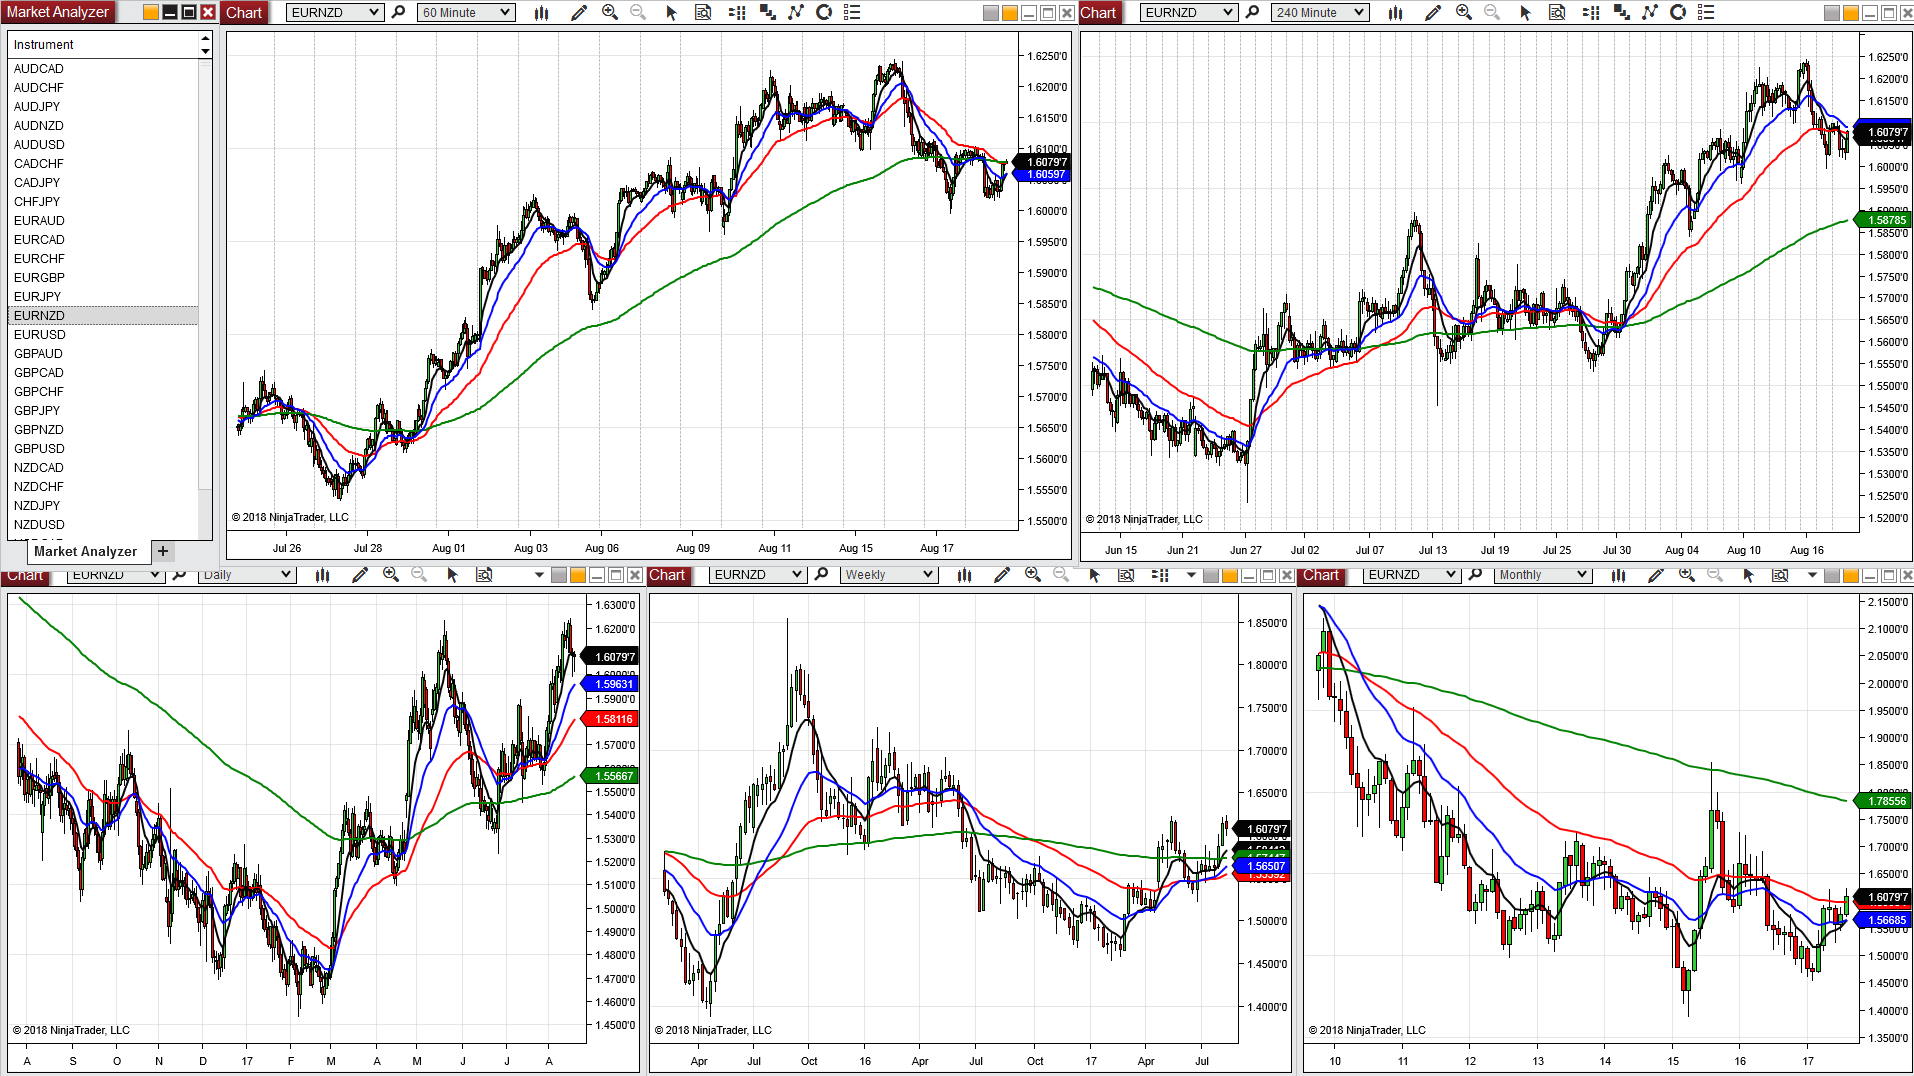 Market Analyzer
Instrument
AUDCAD
AUDCHF
AUDJPY
AUDNZD
AUDUSD
CADCHF
CADJPY
CHFJPY
EURAUD
EURCAD
EURCHF
EURGBP
EURJPY
EURNZD
EURUSD
GBPAUD
GBPCAD
GBPCHF
GBPJPY
GBPNZD
GBPUSD
NZDCAD
NZDCHF
NZDJPY
NZDUSD
Market Analyzer +
Chart EURNZD 60 Minute
1.6250'0
1.6200'0
1.6150'0
1.6100'0
1.6079'7
1.60597
1.6000'0
1.5950'0
1.5900'0
1.5850'0
1.5800'0
1.5750'0
1.5700'0
1.5650'0
1.5600'0
1.5550'0
1.5500'0
© 2018 NinjaTrader, LLC
Jul 26 Jul 28 Aug 01 Aug 03 Aug 06 Aug 09 Aug 11 Aug 15 Aug 17
Chart EURNZD 240 Minute
1.6250'0
1.6200'0
1.6150'0
1.6079'7
1.6000'0
1.5950'0
1.5900'0
1.58785
1.5850'0
1.5800'0
1.5750'0
1.5700'0
1.5650'0
1.5600'0
1.5550'0
1.5500'0
1.5450'0
1.5400'0
1.5350'0
1.5300'0
1.5250'0
1.5200'0
© 2018 NinjaTrader, LLC
Jun 15 Jun 21 Jun 27 Jul 02 Jul 07 Jul 13 Jul 19 Jul 25 Jul 30 Aug 04 Aug 10 Aug 16
Chart EURNZD Daily
1.6300'0
1.6200'0
1.6079'7
1.59631
1.5900'0
1.58116
1.5700'0
1.55667
1.5500'0
1.5400'0
1.5300'0
1.5200'0
1.5100'0
1.5000'0
1.4900'0
1.4800'0
1.4700'0
1.4600'0
1.4500'0
© 2018 NinjaTrader, LLC
A S O N D 17 F M A M J J A
Chart EURNZD Weekly
1.8500'0
1.8000'0
1.7500'0
1.7000'0
1.6500'0
1.6079'7
1.56507
1.5000'0
1.4500'0
1.4000'0
© 2018 NinjaTrader, LLC
Apr Jul Oct 16 Apr Jul Oct 17 Apr Jul
Chart EURNZD Monthly
2.1500'0
2.1000'0
2.0500'0
2.0000'0
1.9500'0
1.9000'0
1.8500'0
1.78556
1.7500'0
1.7000'0
1.6500'0
1.6079'7
1.56685
1.5500'0
1.5000'0
1.4500'0
1.4000'0
1.3500'0
© 2018 NinjaTrader, LLC
10 11 12 13 14 15 16 17